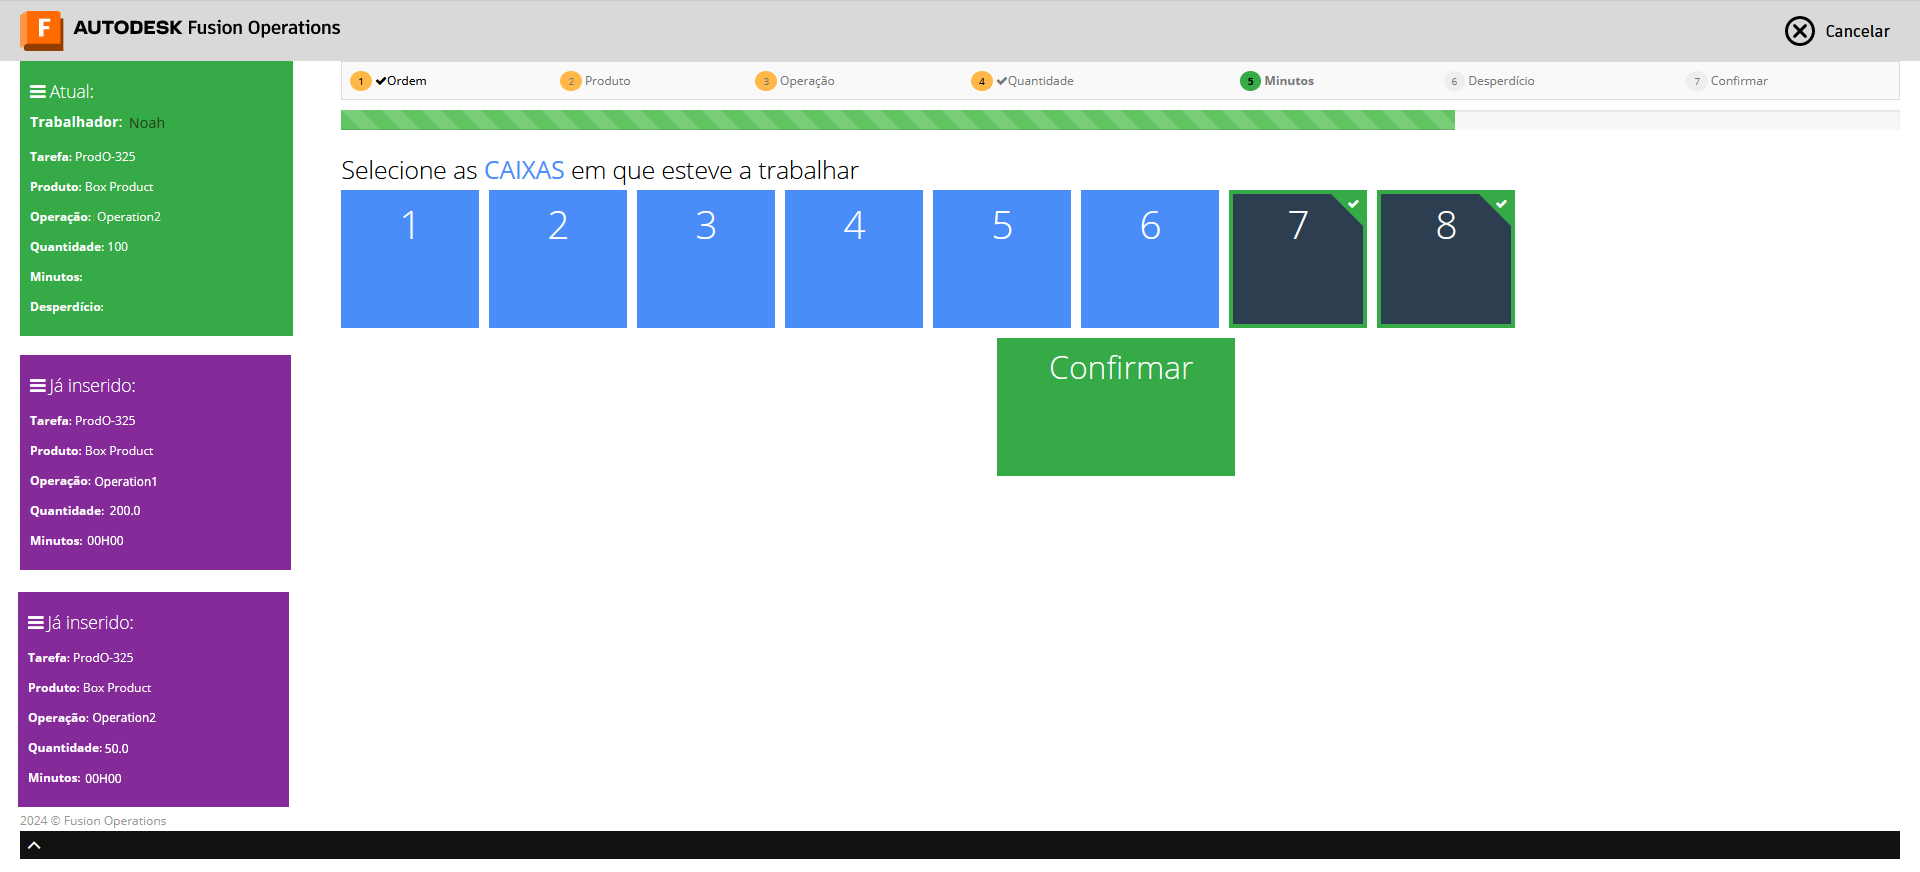 F AUTODESK Fusion Operations
Cancelar
Atual:
Trabalhador: Noah
Tarefa: ProdO-325
Produto: Box Product
Operação: Operation2
Quantidade: 100
Minutos:
Desperdício:
Já inserido:
Tarefa: ProdO-325
Produto: Box Product
Operação: Operation1
Quantidade: 200.0
Minutos: 00H00
Já inserido:
Tarefa: ProdO-325
Produto: Box Product
Operação: Operation2
Quantidade: 50.0
Minutos: 00H00
2024 © Fusion Operations
1 Ordem 2 Produto 3 Operação 4 Quantidade 5 Minutos 6 Desperdício 7 Confirmar
Selecione as CAIXAS em que esteve a trabalhar
1 2 3 4 5 6 7 8
Confirmar